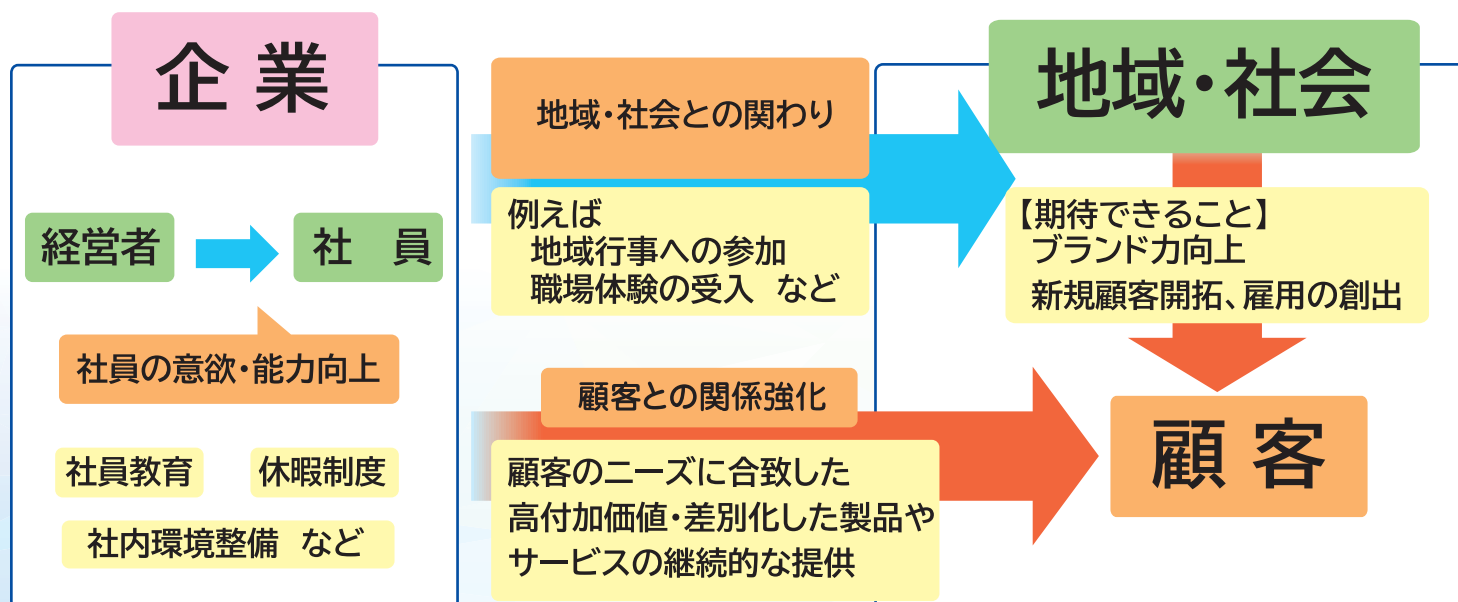 企業
経営者
社 員
社員の意欲・能力向上
社員教育
休暇制度
社内環境整備 など
地域・社会との関わり
例えば
地域行事への参加
職場体験の受入 など
顧客との関係強化
顧客のニーズに合致した
高付加価値・差別化した製品や
サービスの継続的な提供
地域・社会
【期待できること】
ブランド力向上
新規顧客開拓、雇用の創出
顧客